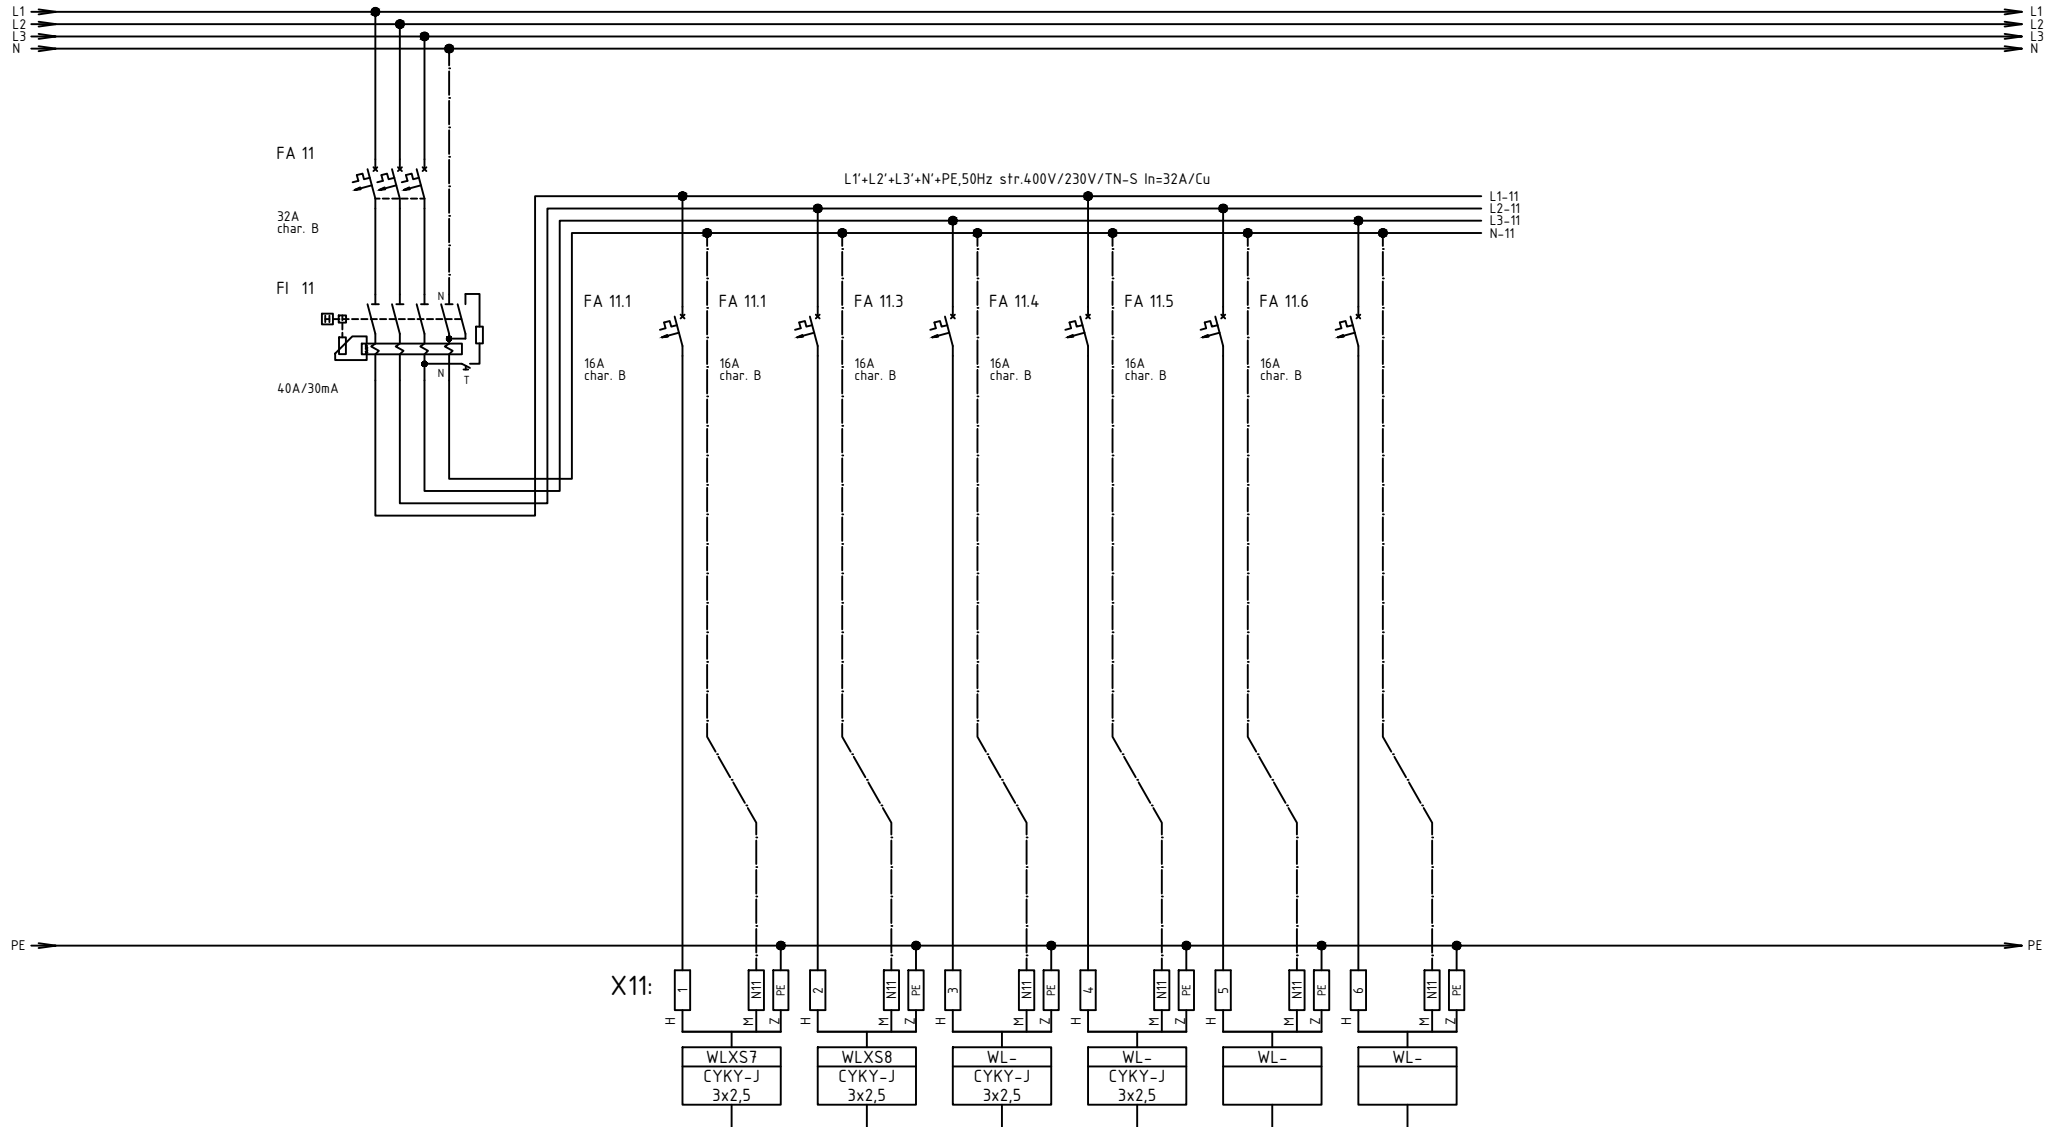 L1 L1
L2 L2
L3 L3
N N
FA 11
32A
char. B
FI 11
40A/30mA
N
N
T
L1'+L2'+L3'+N'+PE,50Hz str.400V/230V/TN-S In=32A/Cu
L1-11
L2-11
L3-11
N-11
FA 11.1 FA 11.1 FA 11.3 FA 11.4 FA 11.5 FA 11.6
16A 16A 16A 16A 16A 16A
char. B char. B char. B char. B char. B char. B
PE PE
X11: 1 N11 PE 2 N11 PE 3 N11 PE 4 N11 PE 5 N11 PE 6 N11 PE
H M Z H M Z H M Z H M Z H M Z H M Z
WLXS7 WLXS8 WL- WL- WL- WL-
CYKY-J CYKY-J CYKY-J CYKY-J
3x2,5 3x2,5 3x2,5 3x2,5